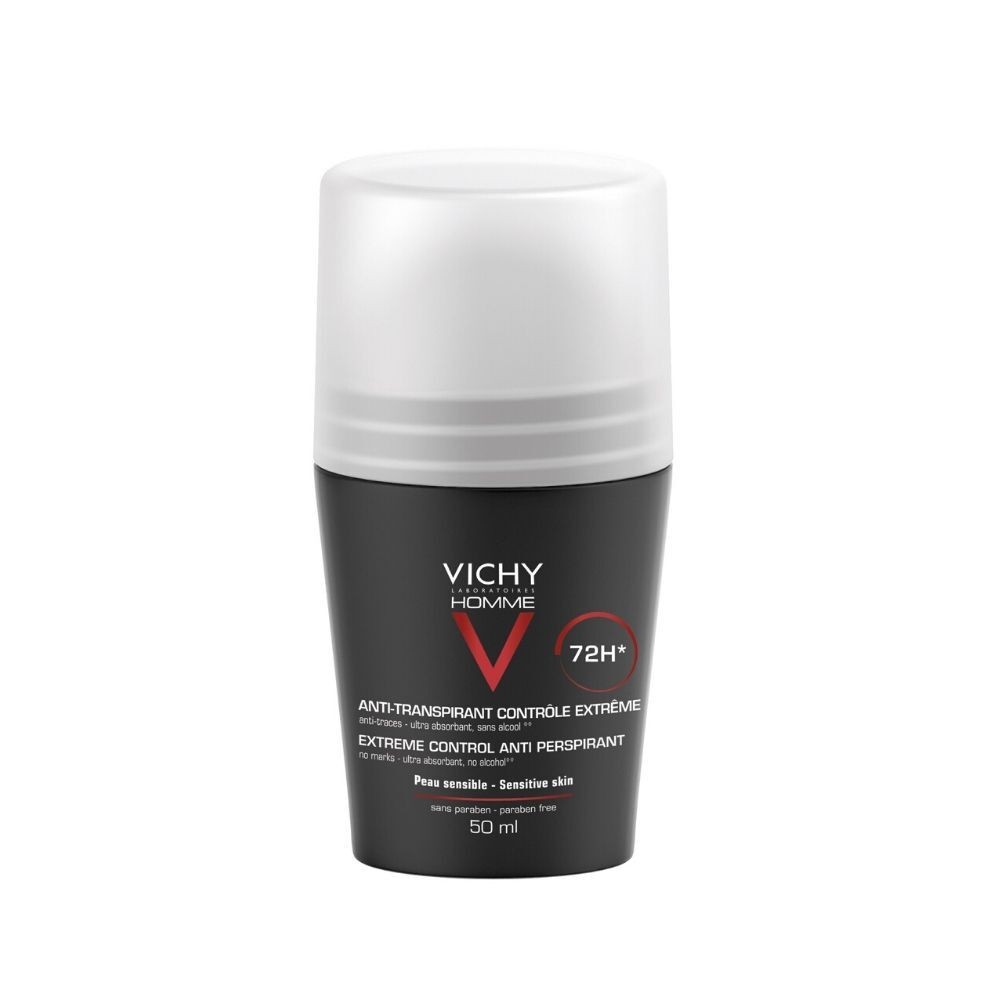 VICHY
LABORATOIRES
HOMME
V
72H*
ANTI-TRANSPIRANT CONTRÔLE EXTRÊME
anti-traces - ultra absorbant, sans alcool **
EXTREME CONTROL ANTI PERSPIRANT
no marks - ultra absorbant, no alcohol**
Peau sensible - Sensitive skin
sans paraben - paraben free
50 ml